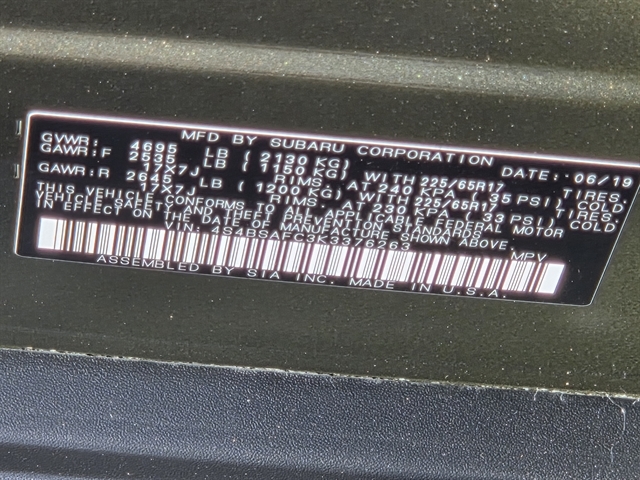 MFD BY SUBARU CORPORATION DATE: 06/19
GVWR: 4695 LB (2130 KG)
GAWR:F 2535 LB (1150 KG) WITH 225/65R17 TIRES,
17X7J RIMS, AT 240 KPA (35 PSI) COLD
GAWR:R 2645 LB (1200 KG) WITH 225/65R17 TIRES,
17X7J RIMS, AT 230 KPA (33 PSI) COLD
THIS VEHICLE CONFORMS TO ALL APPLICABLE FEDERAL MOTOR
VEHICLE SAFETY AND THEFT PREVENTION STANDARDS
IN EFFECT ON THE DATE OF MANUFACTURE SHOWN ABOVE.
VIN: 4S4BSAFC3K3376263 MPV
ASSEMBLED BY SIA INC. MADE IN U.S.A.